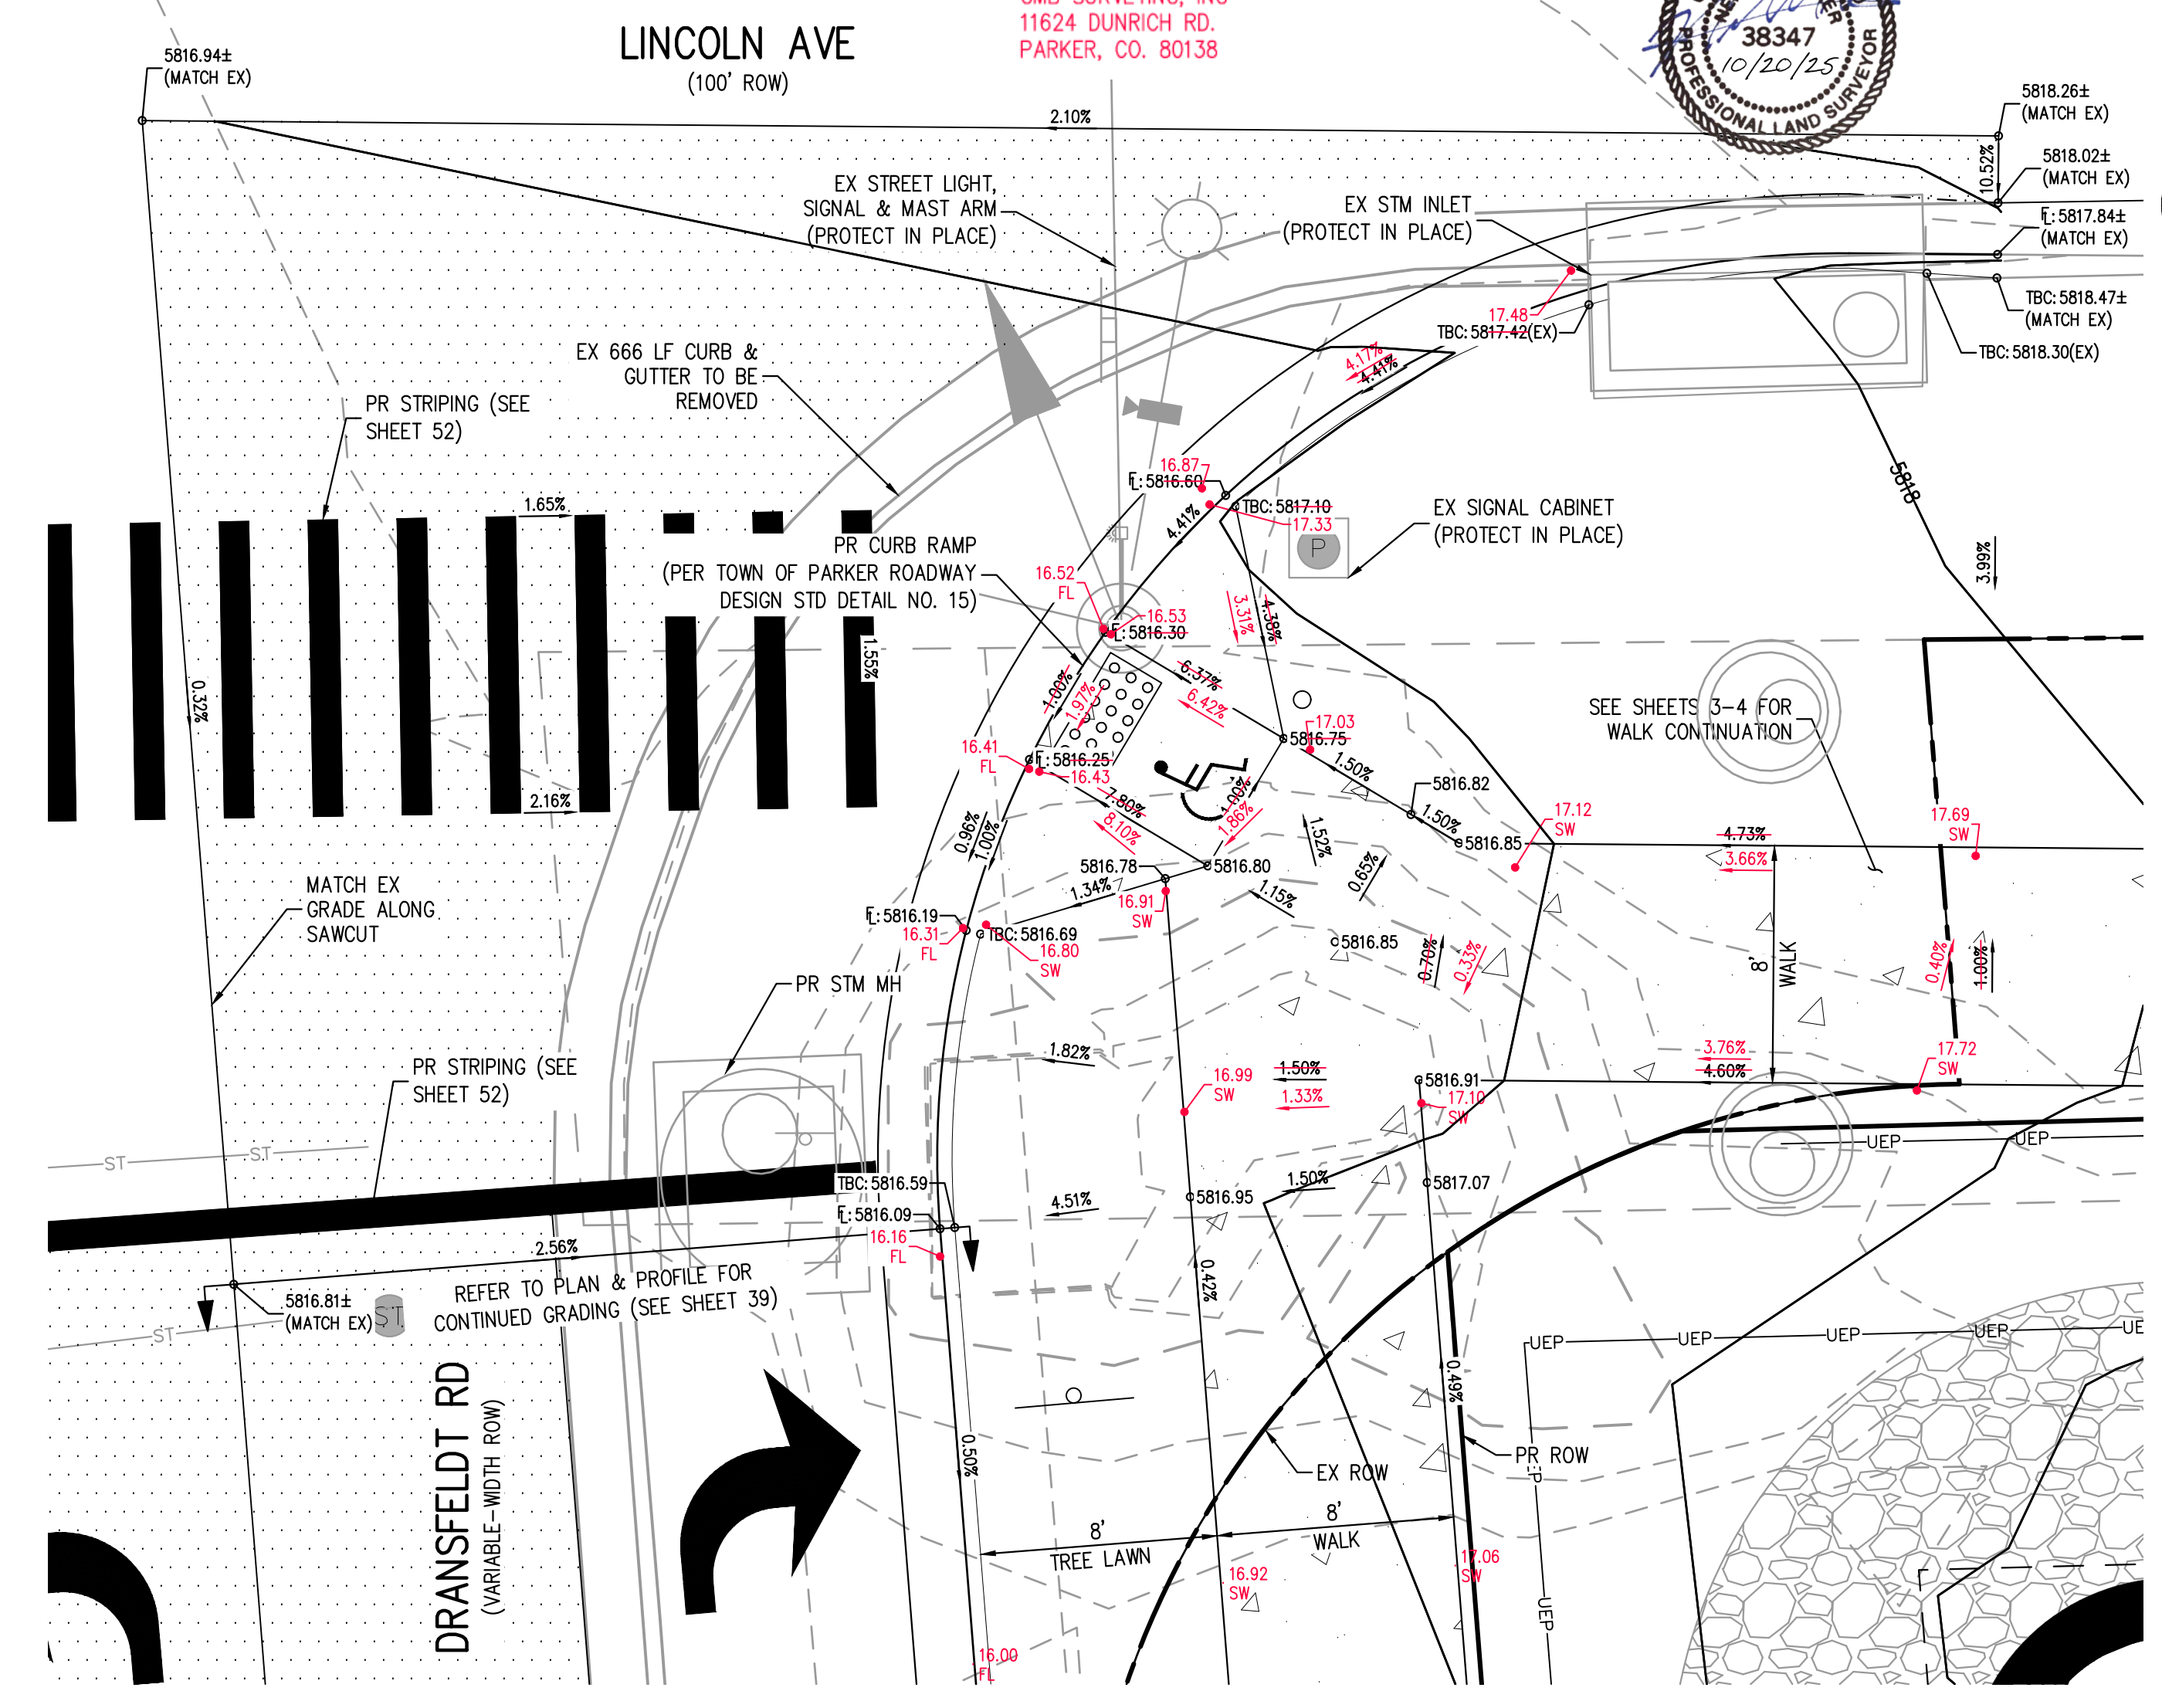 11624 DUNRICH RD.
PARKER, CO. 80138
38347
10/20/25
PROFESSIONAL LAND SURVEYOR
LINCOLN AVE
(100' ROW)
5816.94±
(MATCH EX)
2.10%
5818.26±
(MATCH EX)
10.52%
5818.02±
(MATCH EX)
FL:5817.84±
(MATCH EX)
TBC:5818.47±
(MATCH EX)
TBC:5818.30(EX)
EX STREET LIGHT,
SIGNAL & MAST ARM
(PROTECT IN PLACE)
EX STM INLET
(PROTECT IN PLACE)
17.48
TBC:5817.42(EX)
4.17%
4.41%
EX 666 LF CURB &
GUTTER TO BE
REMOVED
PR STRIPING (SEE
SHEET 52)
1.65%
16.87
FL:5816.60
TBC:5817.10
17.33
4.41%
EX SIGNAL CABINET
(PROTECT IN PLACE)
P
5818
3.99%
PR CURB RAMP
(PER TOWN OF PARKER ROADWAY
DESIGN STD DETAIL NO. 15)
16.52
FL
16.53
FL:5816.30
3.31%
4.38%
1.55%
0.32%
1.00%
1.97%
6.37%
6.42%
17.03
5816.75
SEE SHEETS 3-4 FOR
WALK CONTINUATION
16.41
FL
FL:5816.25
16.43
1.50%
5816.82
2.16%
7.80%
8.10%
1.00%
1.86%
1.50%
5816.85
17.12
SW
17.69
SW
4.73%
3.66%
0.96%
1.00%
1.52%
0.65%
5816.78
5816.80
1.34%
16.91
SW
1.15%
MATCH EX
GRADE ALONG
SAWCUT
FL:5816.19
16.31
FL
TBC:5816.69
16.80
SW
5816.85
0.70%
0.33%
8'
WALK
0.40%
1.00%
PR STM MH
1.82%
PR STRIPING (SEE
SHEET 52)
16.99
SW
1.50%
1.33%
5816.91
17.10
SW
3.76%
4.60%
17.72
SW
UEP
UEP
ST
ST
TBC:5816.59
FL:5816.09
16.16
FL
4.51%
5816.95
1.50%
5817.07
2.56%
REFER TO PLAN & PROFILE FOR
CONTINUED GRADING (SEE SHEET 39)
5816.81±
(MATCH EX)
ST
ST
0.42%
UEP
UEP
UEP
UEP
UE
0.49%
DRANSFELDT RD
(VARIABLE-WIDTH ROW)
0.50%
EX ROW
PR ROW
EP
8'
TREE LAWN
8'
WALK
16.92
SW
17.06
SW
UEP
16.00
FL